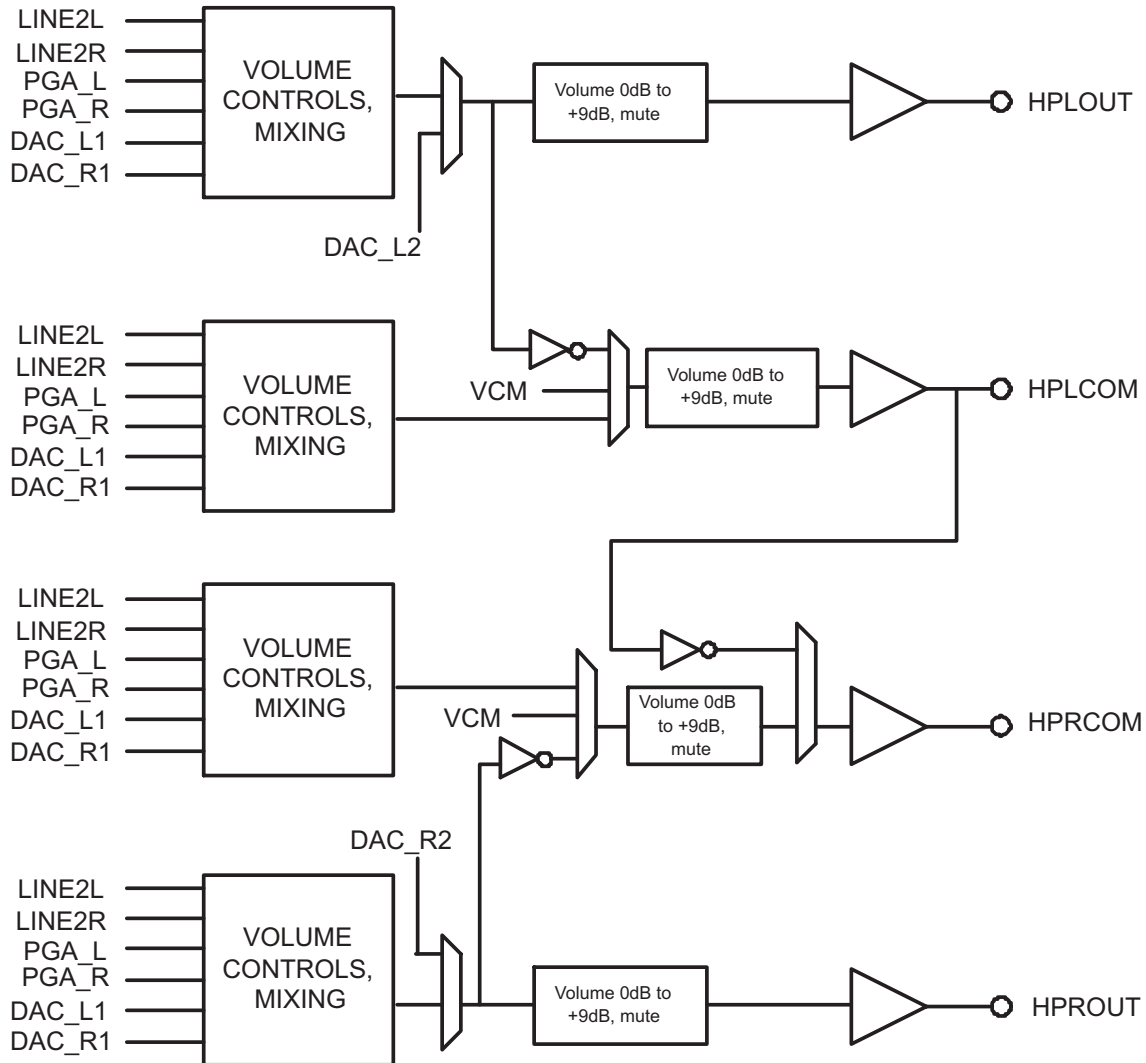 LINE2L
LINE2R
PGA_L
PGA_R
DAC_L1
DAC_R1
VOLUME
CONTROLS,
MIXING
DAC_L2
Volume 0dB to
+9dB, mute
HPLOUT
LINE2L
LINE2R
PGA_L
PGA_R
DAC_L1
DAC_R1
VOLUME
CONTROLS,
MIXING
VCM
Volume 0dB to
+9dB, mute
HPLCOM
LINE2L
LINE2R
PGA_L
PGA_R
DAC_L1
DAC_R1
VOLUME
CONTROLS,
MIXING
VCM
Volume 0dB
to +9dB,
mute
HPRCOM
DAC_R2
LINE2L
LINE2R
PGA_L
PGA_R
DAC_L1
DAC_R1
VOLUME
CONTROLS,
MIXING
Volume 0dB to
+9dB, mute
HPROUT